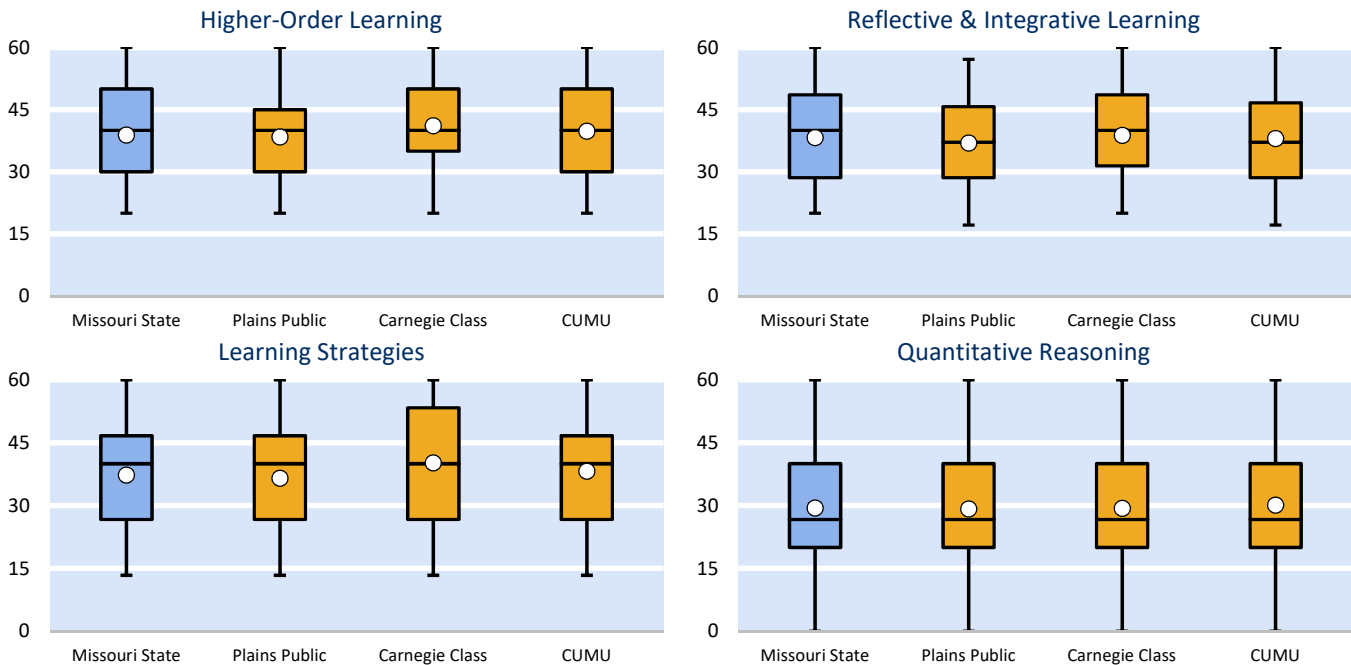 Higher-Order Learning
60
45
30
15
0
Missouri State Plains Public Carnegie Class CUMU
Reflective & Integrative Learning
60
45
30
15
0
Missouri State Plains Public Carnegie Class CUMU
Learning Strategies
60
45
30
15
0
Missouri State Plains Public Carnegie Class CUMU
Quantitative Reasoning
60
45
30
15
0
Missouri State Plains Public Carnegie Class CUMU